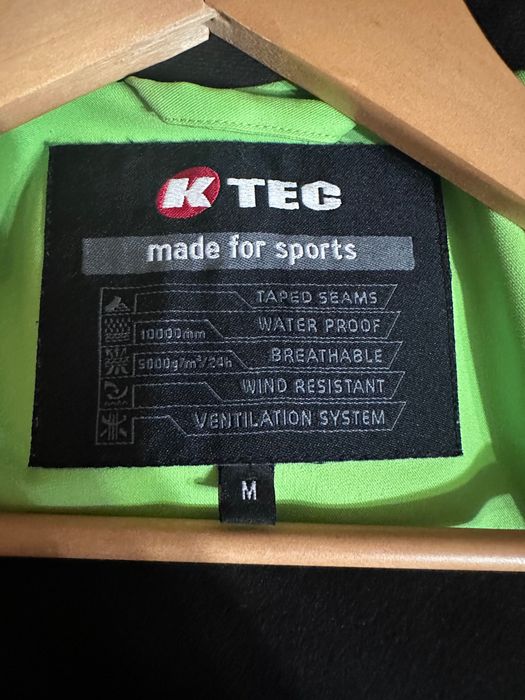 K TEC
made for sports
TAPED SEAMS
10000mm WATER PROOF
5000g/m²/24h BREATHABLE
WIND RESISTANT
VENTILATION SYSTEM
M